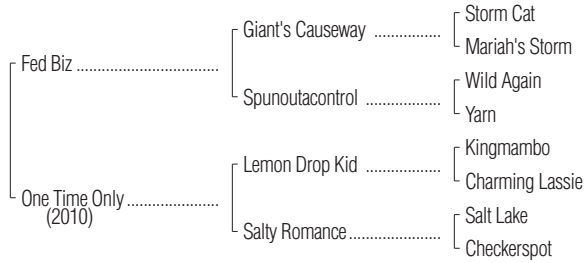 Storm Cat
Giant's Causeway ..................
Mariah's Storm
Fed Biz ................................
Wild Again
Spunoutacontrol .................
Yarn
Kingmambo
Lemon Drop Kid .................
Charming Lassie
One Time Only .....................
(2010)
Salt Lake
Salty Romance .....................
Checkerspot